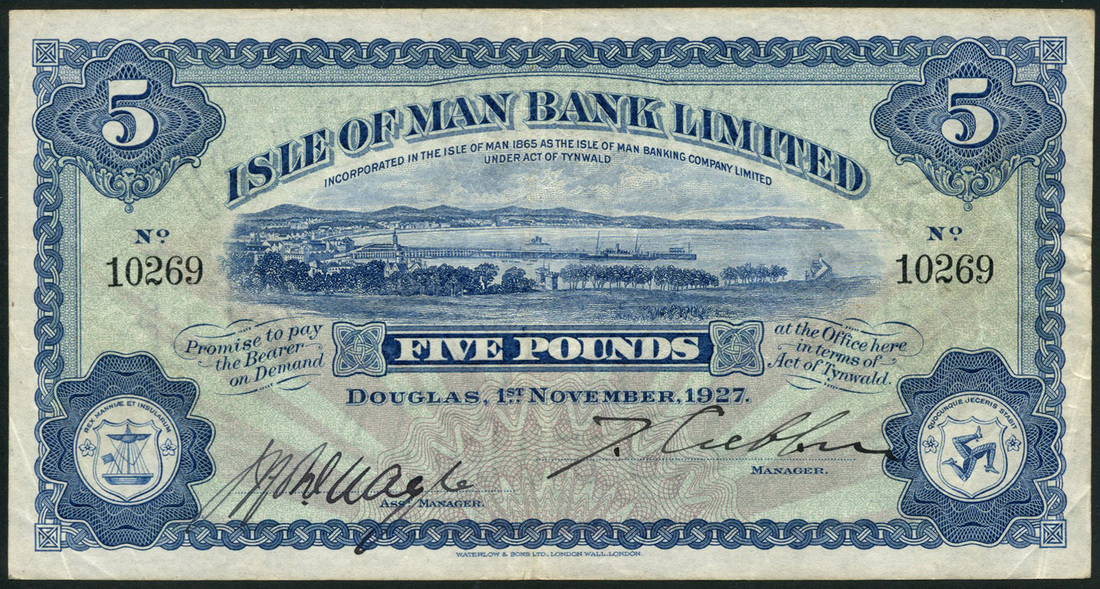 5 5
ISLE OF MAN BANK LIMITED
INCORPORATED IN THE ISLE OF MAN 1865 AS THE ISLE OF MAN BANKING COMPANY LIMITED
UNDER ACT OF TYNWALD
No No
10269 10269
Promise to pay
the Bearer
on Demand
FIVE POUNDS
at the Office here
in terms of
Act of Tynwald.
DOUGLAS, 1ST NOVEMBER, 1927.
REX MANNIÆ ET INSULARUM
QUOCUNQUE JECERIS STABIT
MANAGER.
ASST MANAGER.
WATERLOW & SONS LTD., LONDON WALL, LONDON.